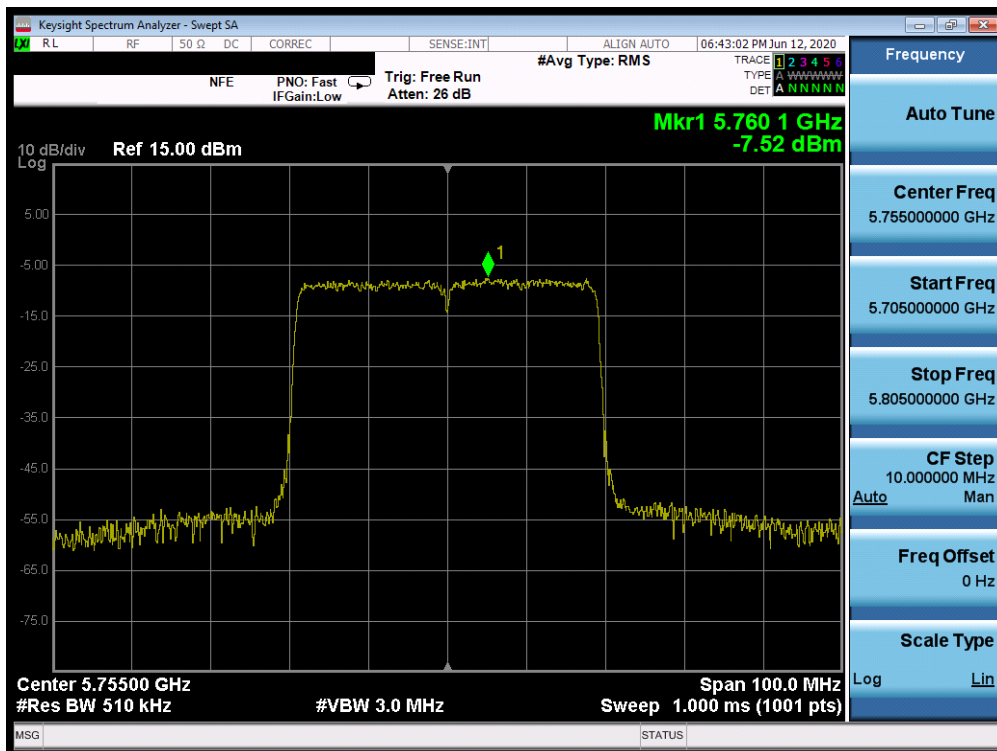 Keysight Spectrum Analyzer - Swept SA
LXI RL RF 50 Ω DC CORREC SENSE:INT ALIGN AUTO 06:43:02 PM Jun 12, 2020
NFE PNO: Fast Trig: Free Run #Avg Type: RMS TRACE 1 2 3 4 5 6
IFGain:Low Atten: 26 dB TYPE A WWWWW
DET A N N N N N
Mkr1 5.760 1 GHz
-7.52 dBm
10 dB/div Ref 15.00 dBm
Log
5.00
-5.00
-15.0
-25.0
-35.0
-45.0
-55.0
-65.0
-75.0
1
Center 5.75500 GHz Span 100.0 MHz
#Res BW 510 kHz #VBW 3.0 MHz Sweep 1.000 ms (1001 pts)
MSG STATUS
Frequency
Auto Tune
Center Freq
5.755000000 GHz
Start Freq
5.705000000 GHz
Stop Freq
5.805000000 GHz
CF Step
10.000000 MHz
Auto Man
Freq Offset
0 Hz
Scale Type
Log Lin